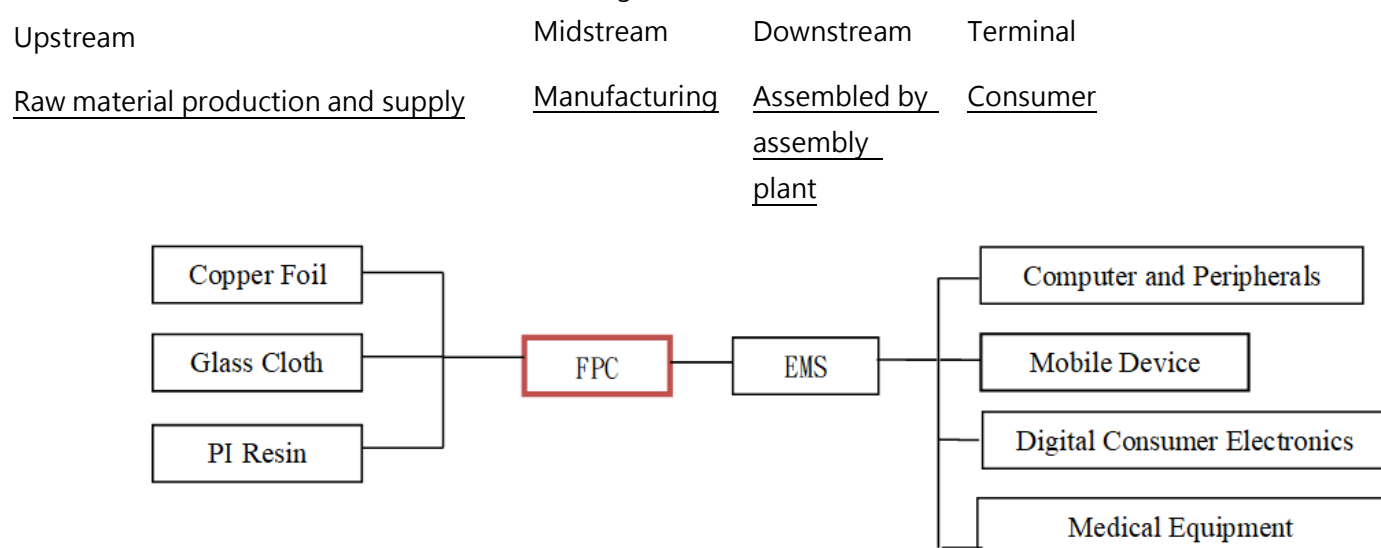 Upstream
Midstream
Downstream
Terminal
Raw material production and supply
Manufacturing
Assembled by
assembly
plant
Consumer
Copper Foil
Glass Cloth
PI Resin
FPC
EMS
Computer and Peripherals
Mobile Device
Digital Consumer Electronics
Medical Equipment